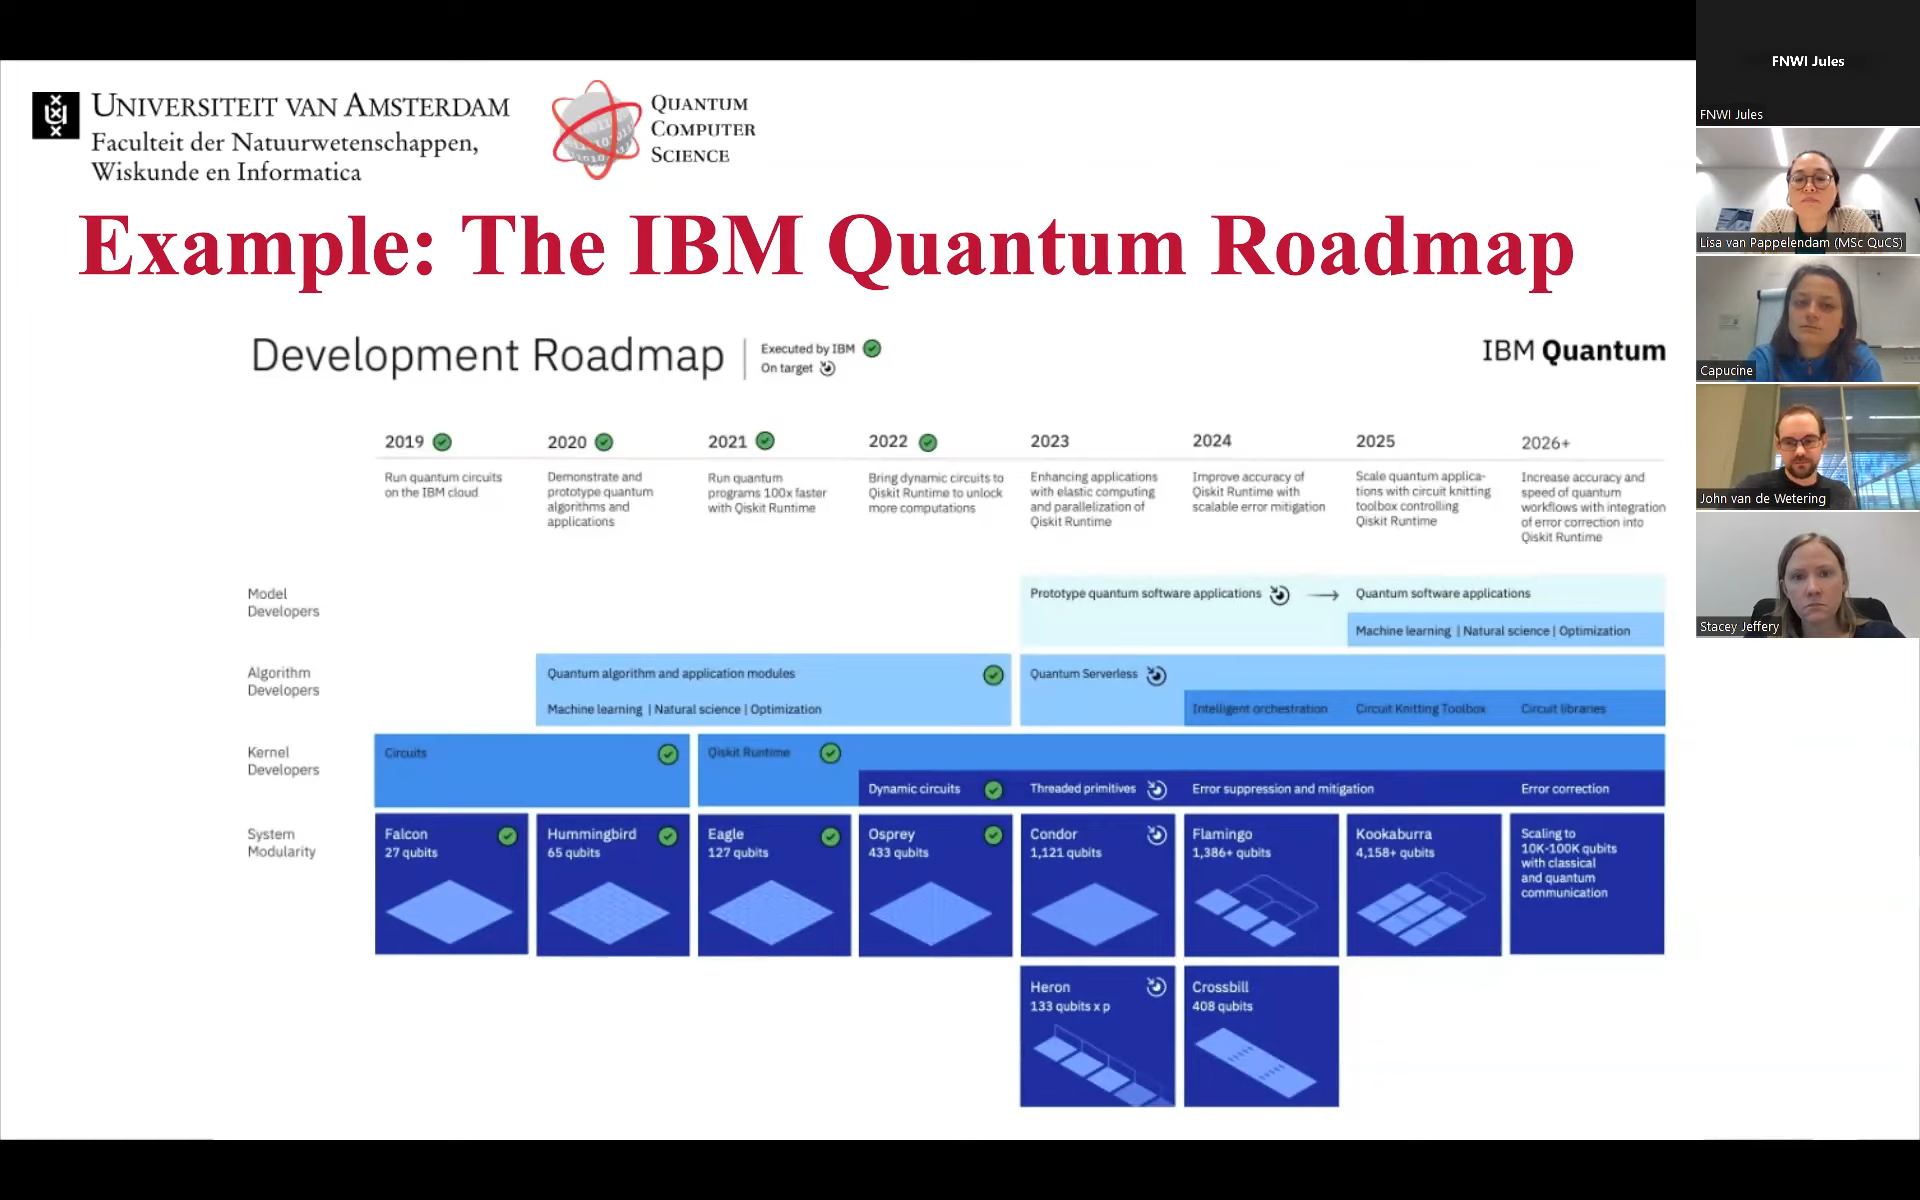 UNIVERSITEIT VAN AMSTERDAM
Faculteit der Natuurwetenschappen,
Wiskunde en Informatica
QUANTUM
COMPUTER
SCIENCE
Example: The IBM Quantum Roadmap
Development Roadmap
Executed by IBM
On target
IBM Quantum
2019
Run quantum circuits
on the IBM cloud
2020
Demonstrate and
prototype quantum
algorithms and
applications
2021
Run quantum
programs 100x faster
with Qiskit Runtime
2022
Bring dynamic circuits to
Qiskit Runtime to unlock
more computations
2023
Enhancing applications
with elastic computing
and parallelization of
Qiskit Runtime
2024
Improve accuracy of
Qiskit Runtime with
scalable error mitigation
2025
Scale quantum applica-
tions with circuit knitting
toolbox controlling
Qiskit Runtime
2026+
Increase accuracy and
speed of quantum
workflows with integration
of error correction into
Qiskit Runtime
Model
Developers
Prototype quantum software applications
Quantum software applications
Machine learning | Natural science | Optimization
Algorithm
Developers
Quantum algorithm and application modules
Machine learning | Natural science | Optimization
Quantum Serverless
Intelligent orchestration
Circuit Knitting Toolbox
Circuit libraries
Kernel
Developers
Circuits
Qiskit Runtime
Dynamic circuits
Threaded primitives
Error suppression and mitigation
Error correction
System
Modularity
Falcon
27 qubits
Hummingbird
65 qubits
Eagle
127 qubits
Osprey
433 qubits
Condor
1,121 qubits
Flamingo
1,386+ qubits
Kookaburra
4,158+ qubits
Scaling to
10K-100K qubits
with classical
and quantum
communication
Heron
133 qubits x p
Crossbill
408 qubits
FNWI Jules
FNWI Jules
Lisa van Pappelendam (MSc QuCS)
Capucine
John van de Wetering
Stacey Jeffery